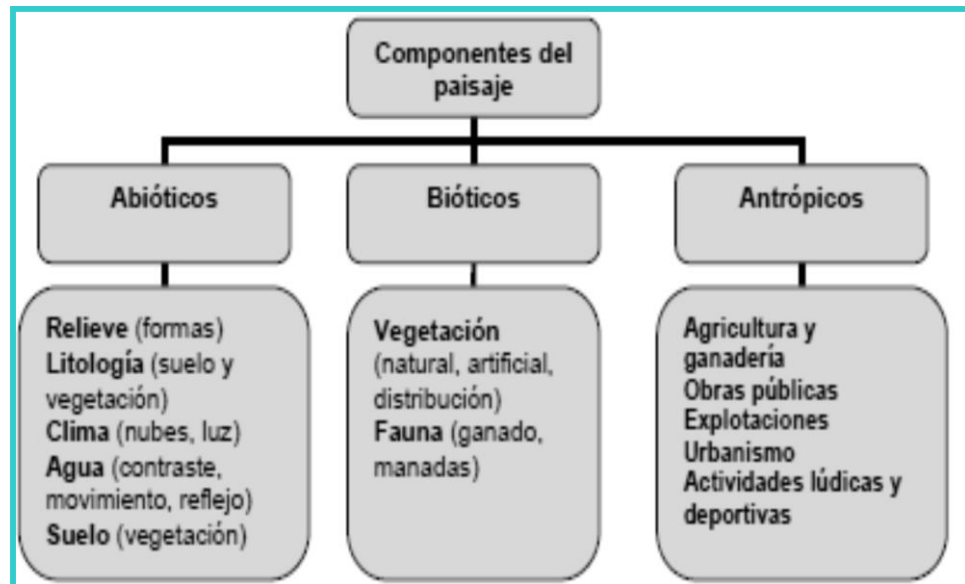 Componentes del
paisaje
Abióticos
Bióticos
Antrópicos
Relieve (formas)
Litología (suelo y
vegetación)
Clima (nubes, luz)
Agua (contraste,
movimiento, reflejo)
Suelo (vegetación)
Vegetación
(natural, artificial,
distribución)
Fauna (ganado,
manadas)
Agricultura y
ganadería
Obras públicas
Explotaciones
Urbanismo
Actividades lúdicas y
deportivas